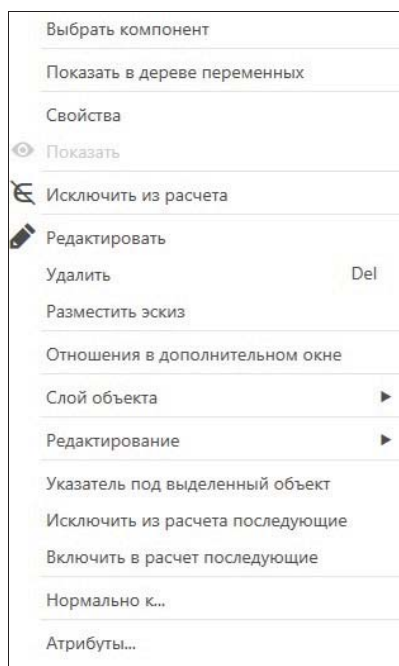 Выбрать компонент
Показать в дереве переменных
Свойства
Показать
Исключить из расчета
Редактировать
Удалить Del
Разместить эскиз
Отношения в дополнительном окне
Слой объекта
Редактирование
Указатель под выделенный объект
Исключить из расчета последующие
Включить в расчет последующие
Нормально к...
Атрибуты...